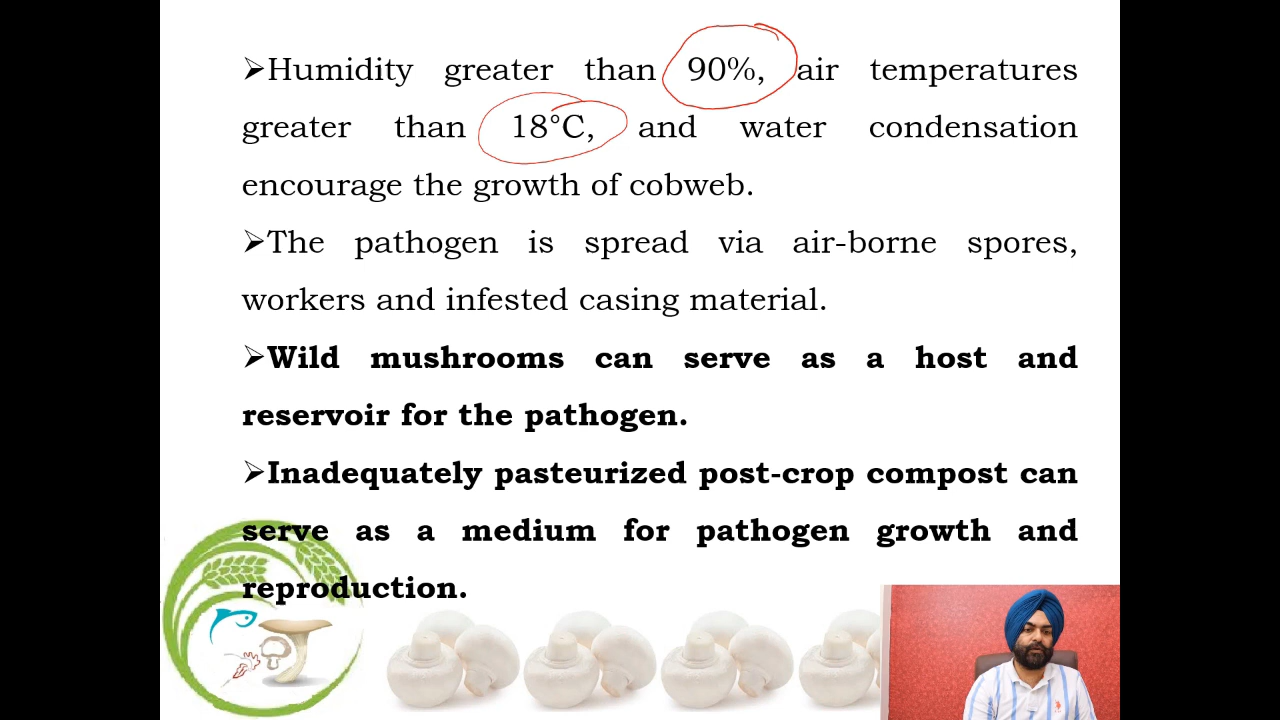 ➢Humidity greater than 90%, air temperatures
greater than 18°C, and water condensation
encourage the growth of cobweb.
➢The pathogen is spread via air-borne spores,
workers and infested casing material.
➢Wild mushrooms can serve as a host and
reservoir for the pathogen.
➢Inadequately pasteurized post-crop compost can
serve as a medium for pathogen growth and
reproduction.